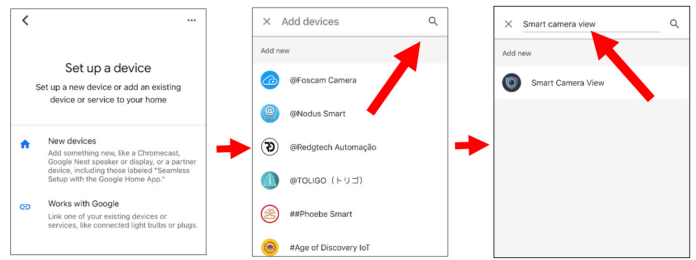 Set up a device
Set up a new device or add an existing
device or service to your home
New devices
Add something new, like a Chromecast,
Google Nest speaker or display, or a partner
device, including those labeled "Seamless
Setup with the Google Home App."
Works with Google
Link one of your existing devices or
services, like connected light bulbs or plugs.
Add devices
Add new
@Foscam Camera
@Nodus Smart
@Redgtech Automação
@TOLIGO (トリゴ)
##Phoebe Smart
#Age of Discovery IoT
Smart camera view
Add new
Smart Camera View